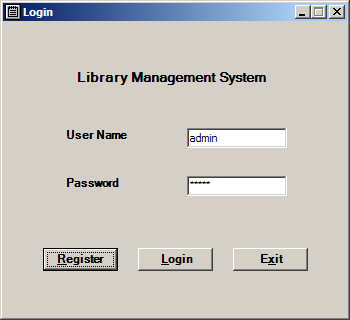 Login
Library Management System
User Name admin
Password *****
Register Login Exit